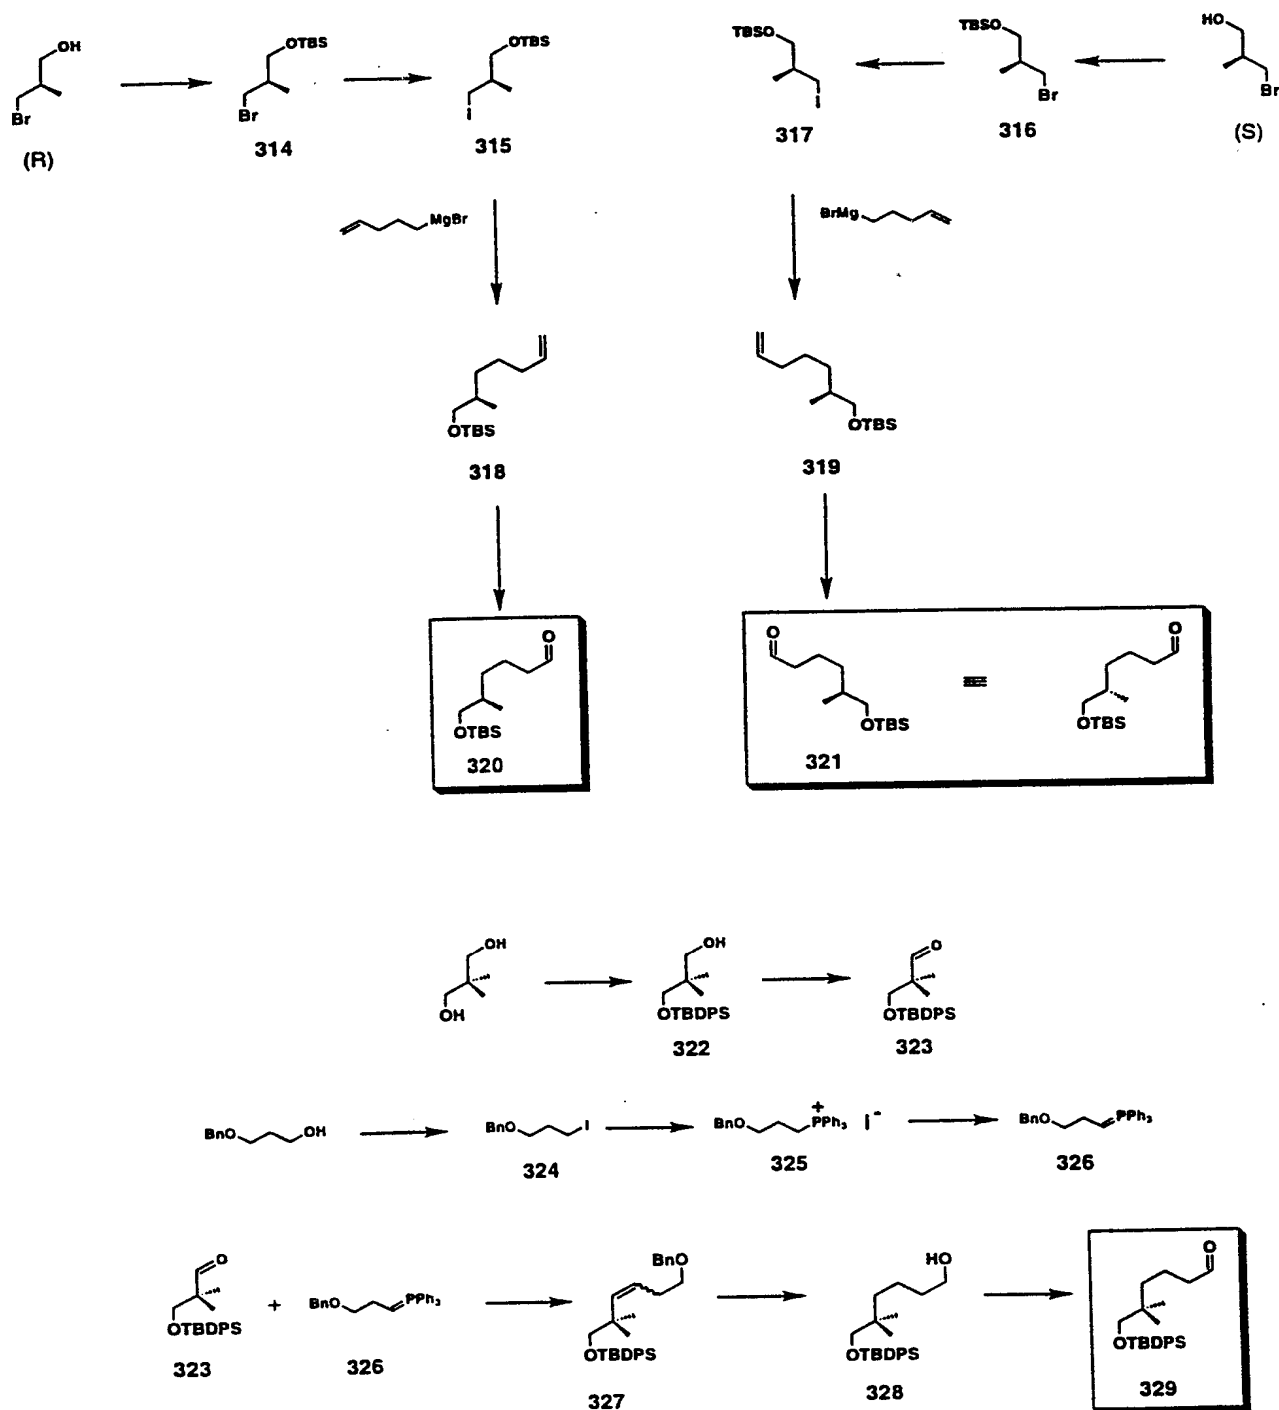 OH
Br
(R)
OTBS
Br
314
OTBS
I
315
TBSO
I
317
TBSO
Br
316
HO
Br
(S)
MgBr
BrMg
OTBS
318
OTBS
319
O
OTBS
320
O
OTBS
321
≡
O
OTBS
OH
OH
OH
OTBDPS
322
O
OTBDPS
323
BnO OH
BnO I
324
BnO PPh3 + I-
325
BnO PPh3
326
O
OTBDPS
323
+
BnO PPh3
326
BnO
OTBDPS
327
HO
OTBDPS
328
O
OTBDPS
329